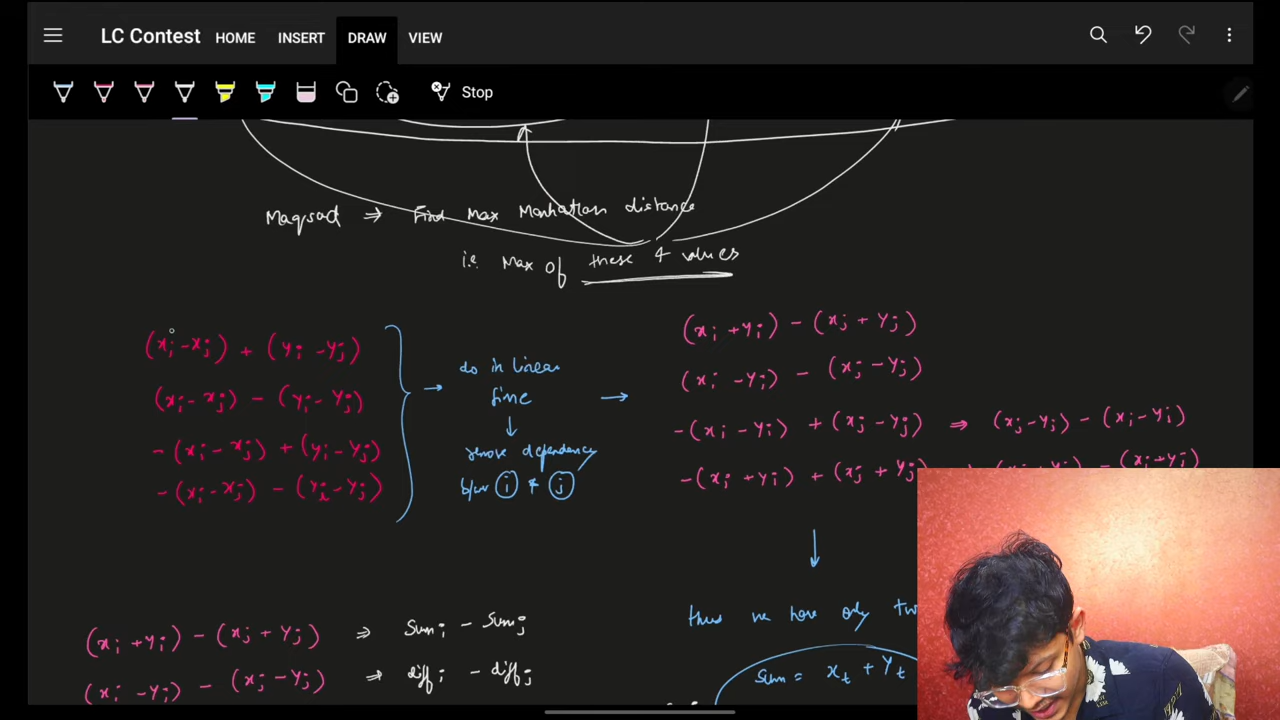 LC Contest HOME INSERT DRAW VIEW
Stop
Maqsad ⇒ Find Max Manhattan distance
i.e. Max of these 4 values
(xi - xj) + (yi - yj)
(xi - xj) - (yi - yj)
-(xi - xj) + (yi - yj)
-(xi - xj) - (yi - yj)
→ do in linear
time
↓
remove dependency
b/w i & j
→
(xi + yi) - (xj + yj)
(xi - yi) - (xj - yj)
-(xi - yi) + (xj - yj) ⇒ (xj - yj) - (xi - yi)
-(xi + yi) + (xj + yj) (xi + yi)
↓
thus we have only
sum = xt + yt
(xi + yi) - (xj + yj) ⇒ sumi - sumj
(xi - yi) - (xj - yj) → diffi - diffj